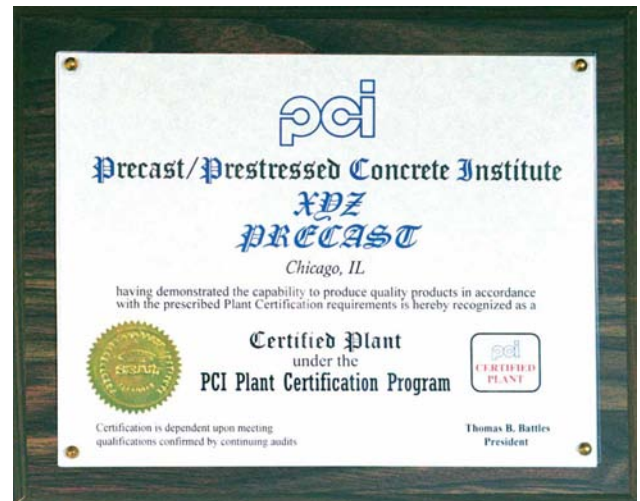 pci
Precast/Prestressed Concrete Institute
XYZ
PRECAST
Chicago, IL
having demonstrated the capability to produce quality products in accordance
with the prescribed Plant Certification requirements is hereby recognized as a
Certified Plant
under the
PCI Plant Certification Program
SEAL
pci
CERTIFIED
PLANT
Certification is dependent upon meeting
qualifications confirmed by continuing audits
Thomas B. Battles
President